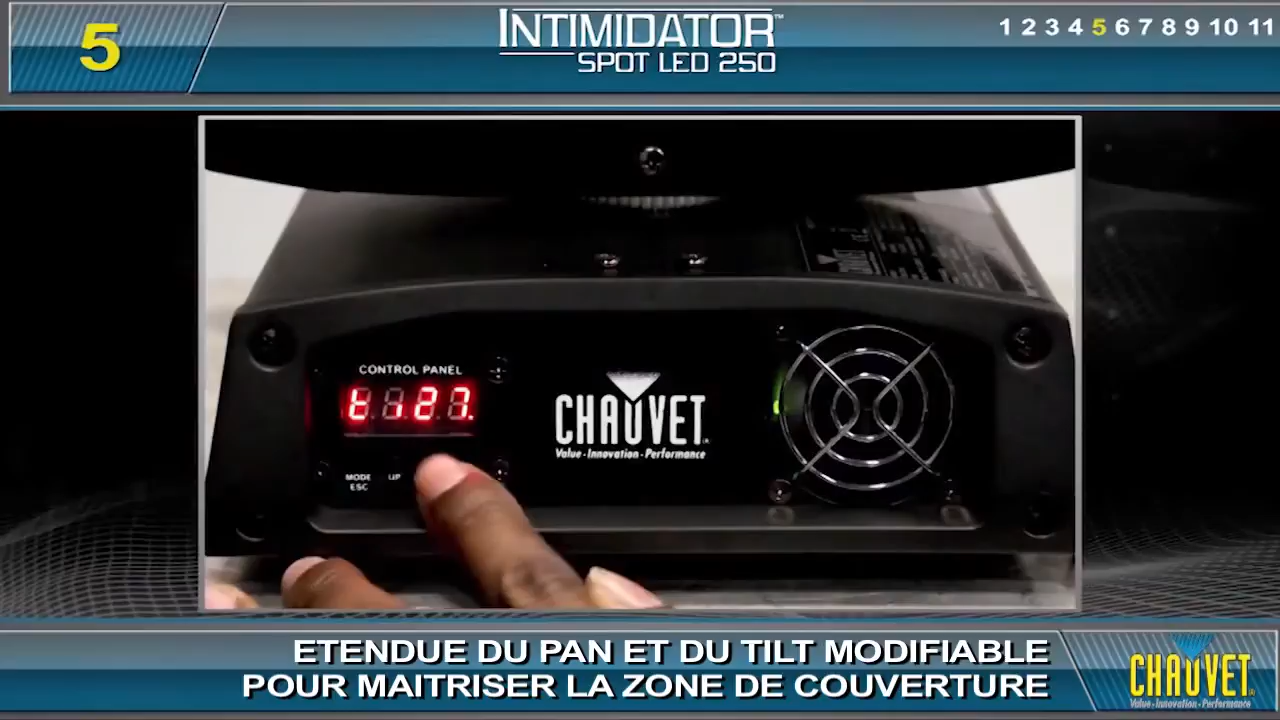 5
INTIMIDATOR™
SPOT LED 250
1 2 3 4 5 6 7 8 9 10 11
CHAUVET
CONTROL PANEL
ti27.
MODE
ESC
UP
CHAUVET
Value - Innovation - Performance
ETENDUE DU PAN ET DU TILT MODIFIABLE
POUR MAITRISER LA ZONE DE COUVERTURE
CHAUVET
Value - Innovation - Performance